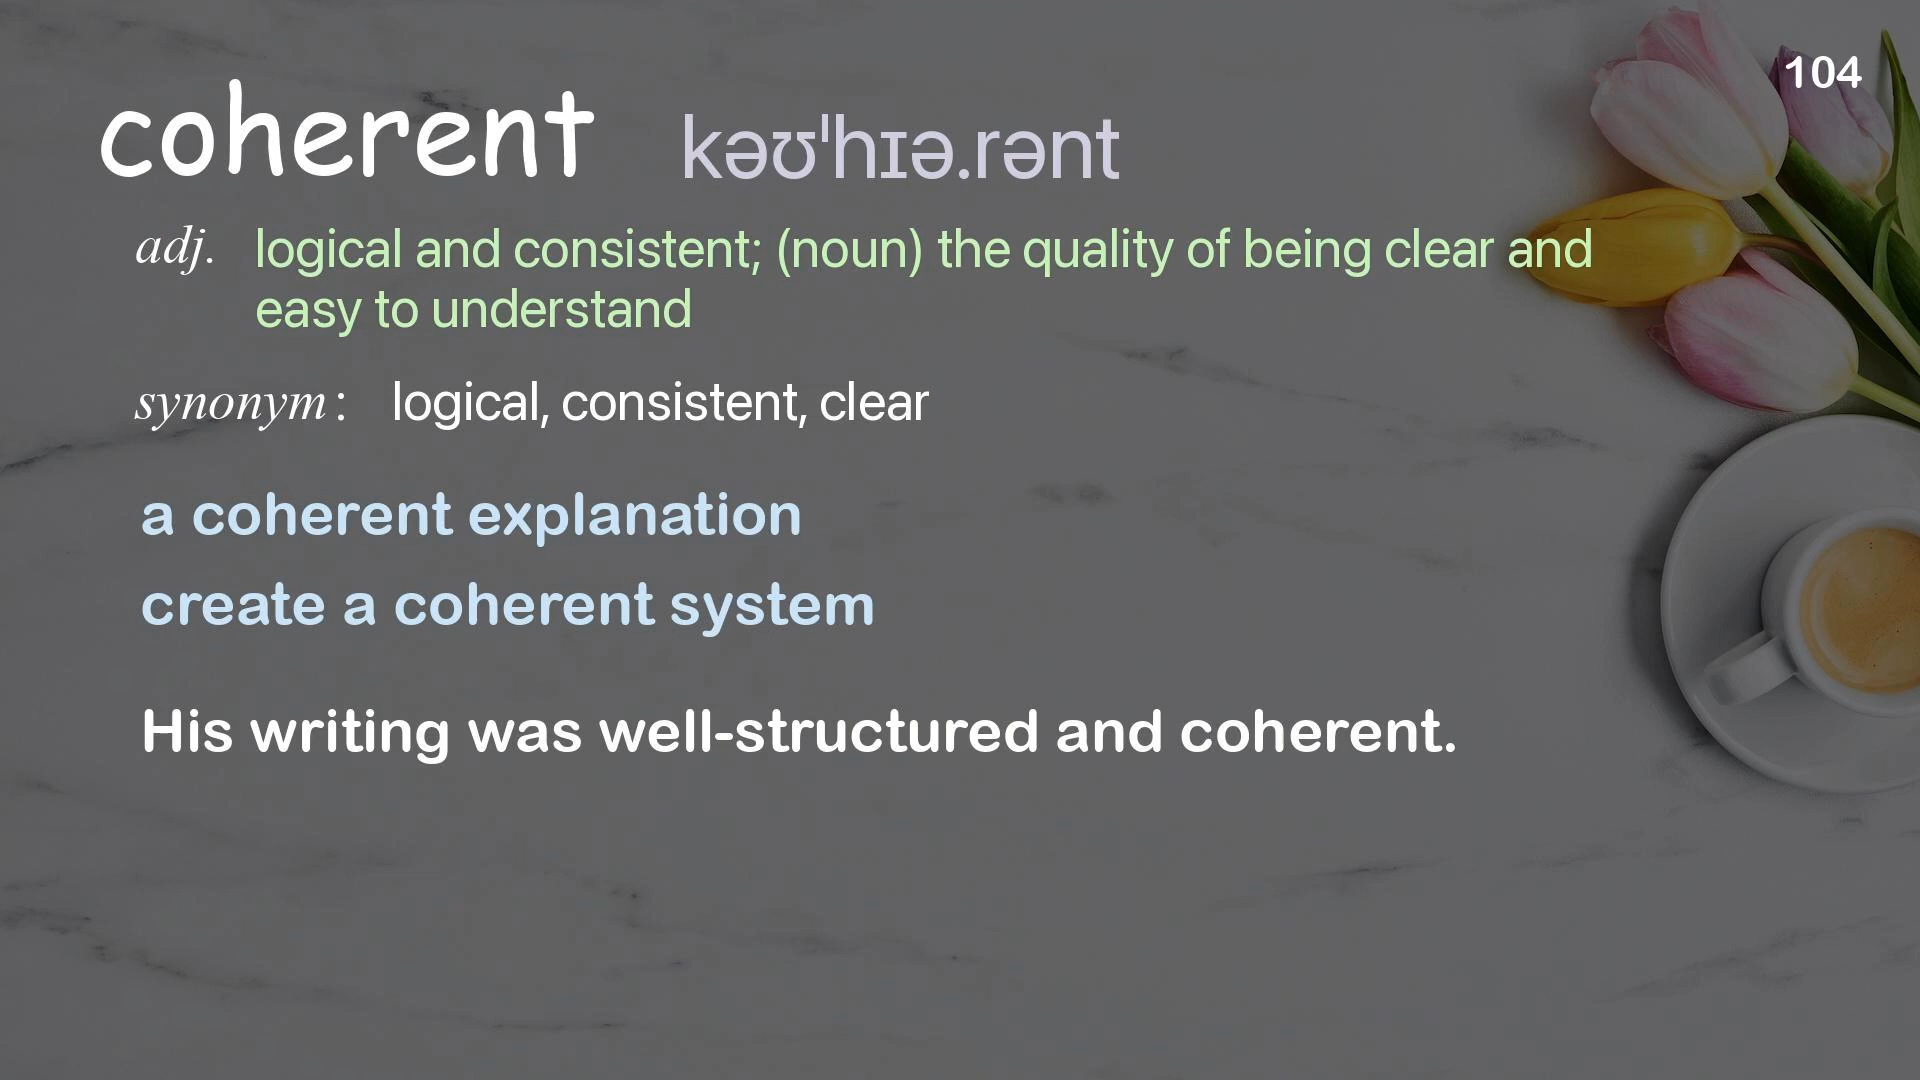 104
coherent kəʊˈhɪə.rənt
adj. logical and consistent; (noun) the quality of being clear and
easy to understand
synonym: logical, consistent, clear
a coherent explanation
create a coherent system
His writing was well-structured and coherent.